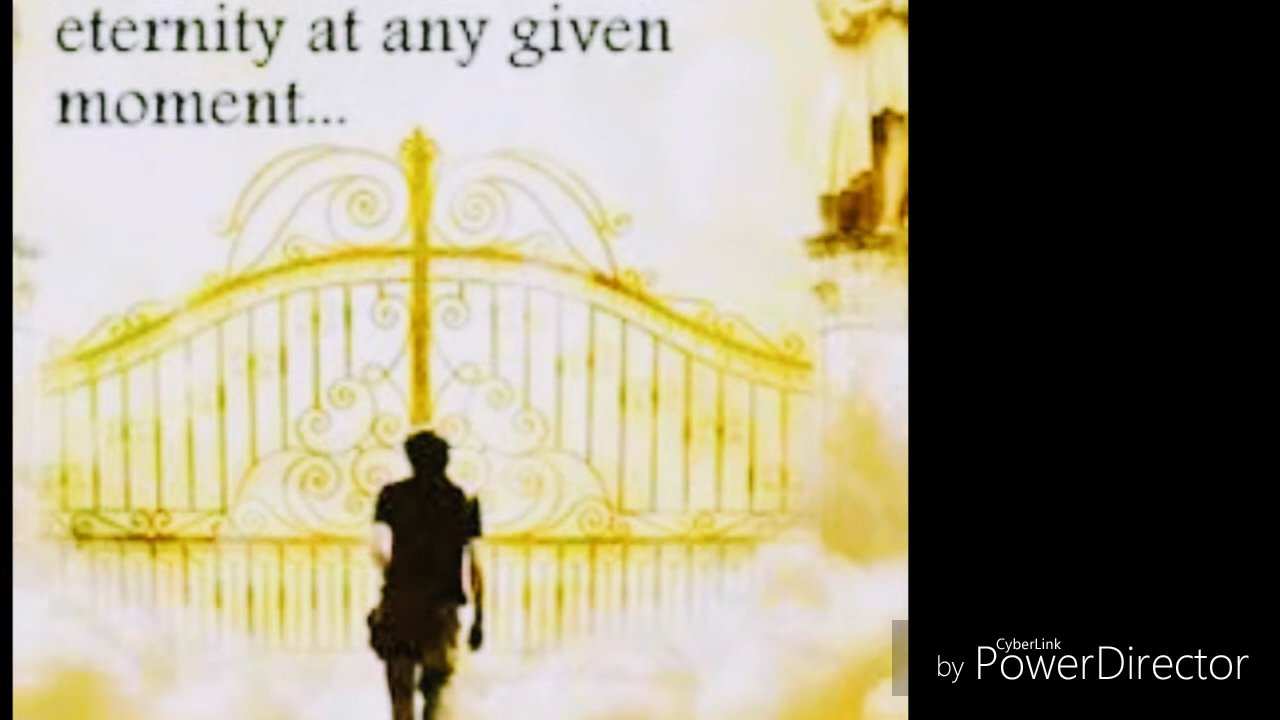 eternity at any given
moment...
CyberLink
by PowerDirector